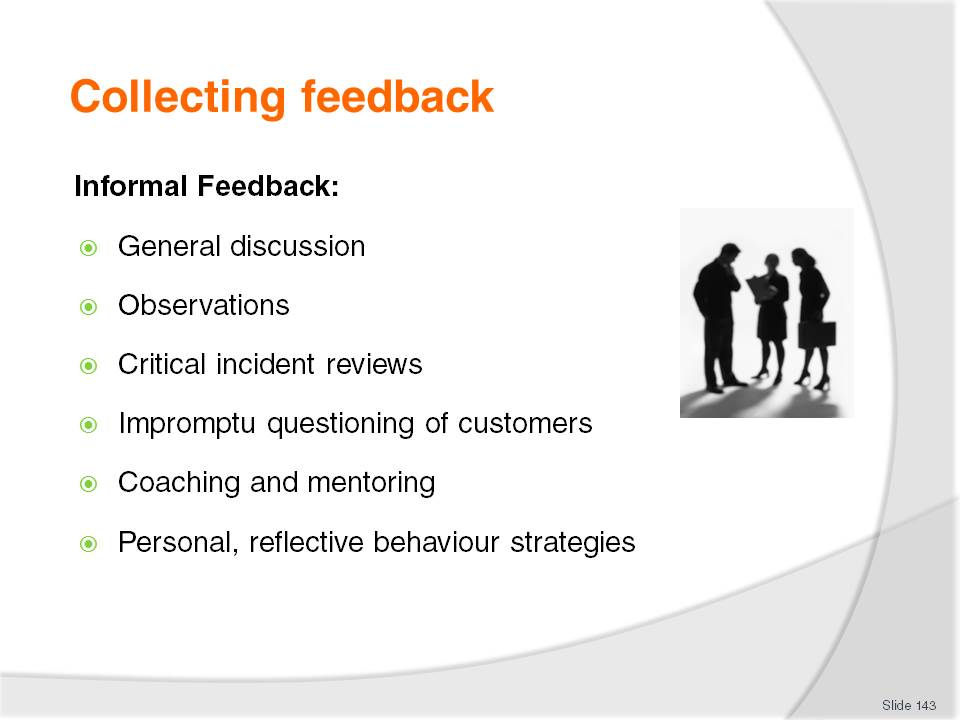 Collecting feedback
Informal Feedback:
General discussion
Observations
Critical incident reviews
Impromptu questioning of customers
Coaching and mentoring
Personal, reflective behaviour strategies
Slide 143